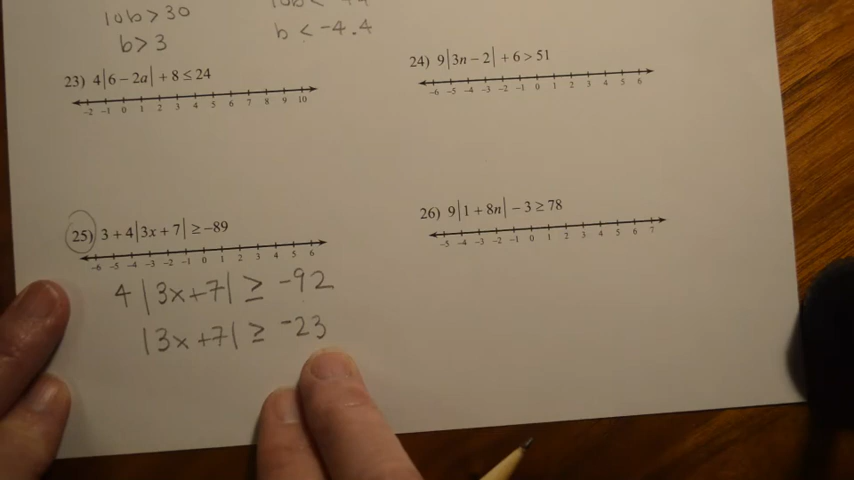 10b > 30
b > 3
b < -4.4
23) 4|6 − 2a| + 8 ≤ 24
-2 -1 0 1 2 3 4 5 6 7 8 9 10
24) 9|3n − 2| + 6 > 51
-6 -5 -4 -3 -2 -1 0 1 2 3 4 5 6
25) 3 + 4|3x + 7| ≥ −89
-6 -5 -4 -3 -2 -1 0 1 2 3 4 5 6
4 |3x+7| ≥ -92
|3x+7| ≥ -23
26) 9|1 + 8n| − 3 ≥ 78
-5 -4 -3 -2 -1 0 1 2 3 4 5 6 7